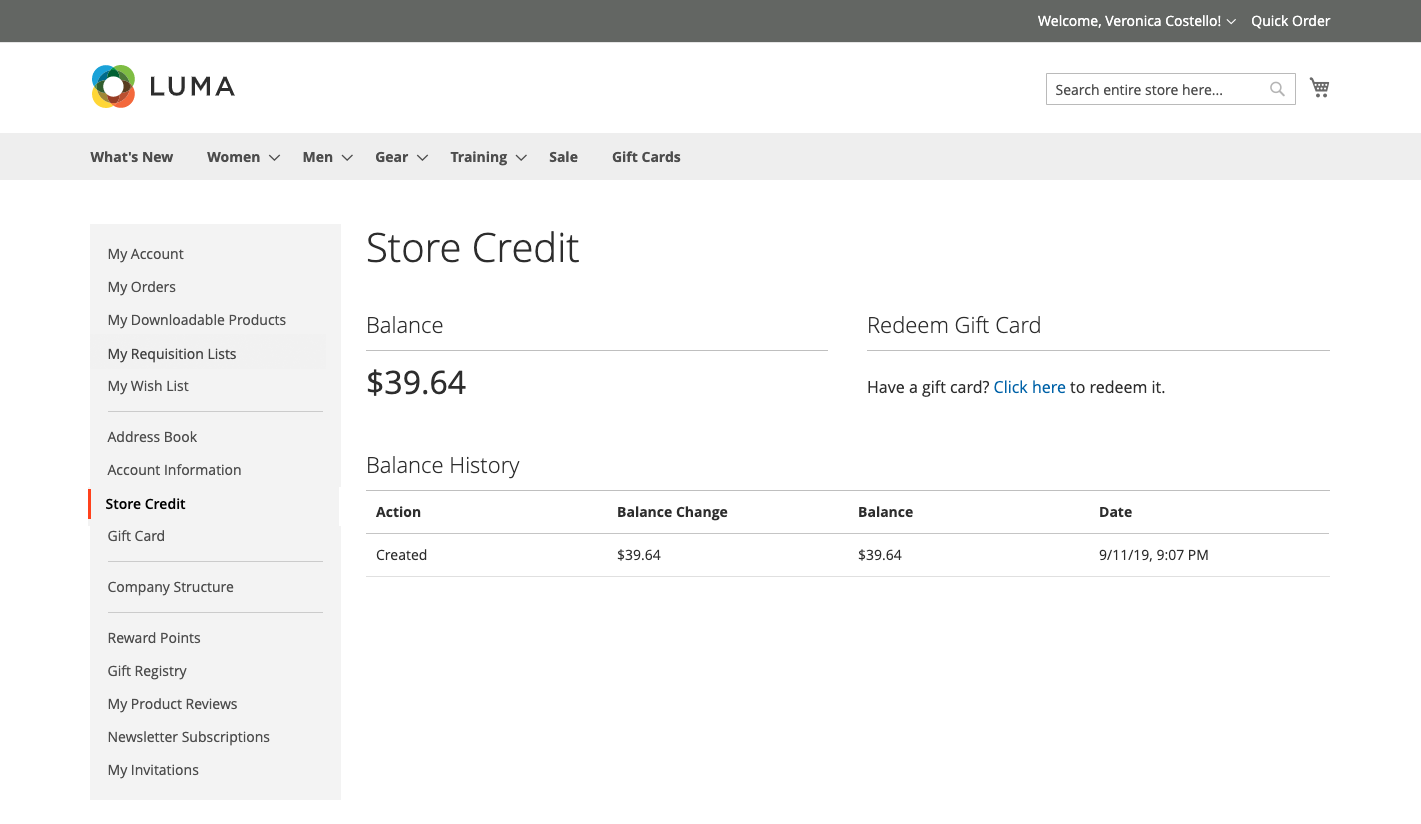 Welcome, Veronica Costello! Quick Order
LUMA
Search entire store here...
What's New Women Men Gear Training Sale Gift Cards
My Account
My Orders
My Downloadable Products
My Requisition Lists
My Wish List
Address Book
Account Information
Store Credit
Gift Card
Company Structure
Reward Points
Gift Registry
My Product Reviews
Newsletter Subscriptions
My Invitations
Store Credit
Balance
$39.64
Redeem Gift Card
Have a gift card? Click here to redeem it.
Balance History
Action Balance Change Balance Date
Created $39.64 $39.64 9/11/19, 9:07 PM